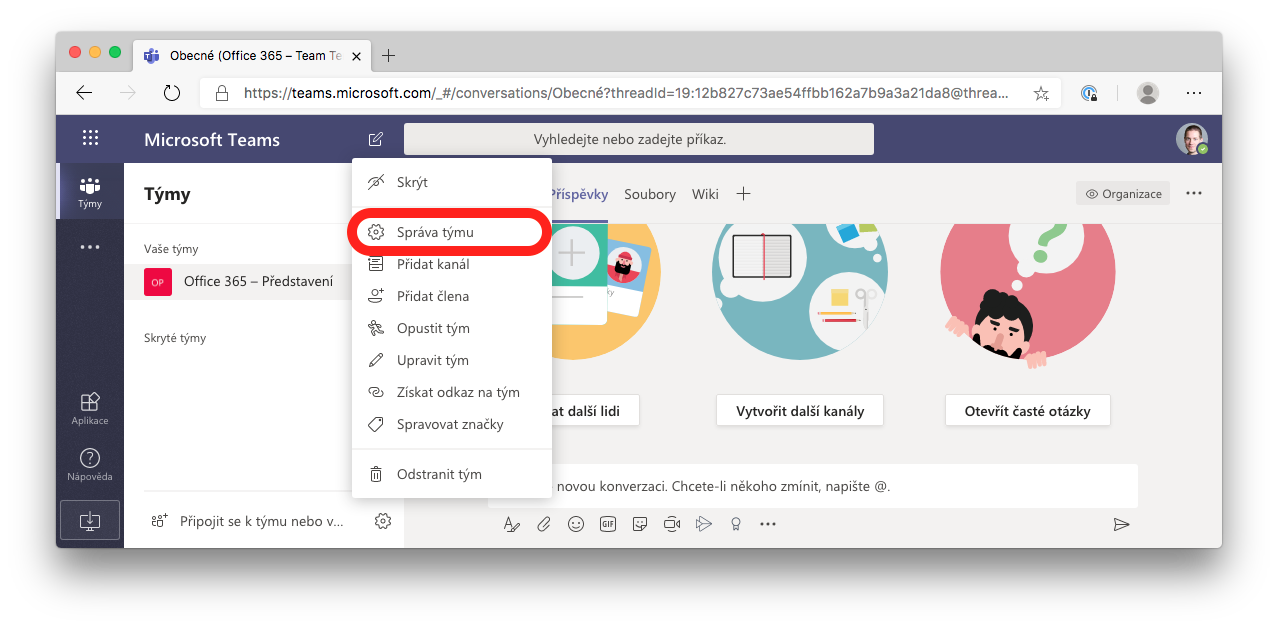 Obecné (Office 365 – Team Te
https://teams.microsoft.com/_#/conversations/Obecné?threadId=19:12b827c73ae54ffbb162a7b9a3a21da8@threa...
Microsoft Teams
Vyhledejte nebo zadejte příkaz.
Týmy
Aplikace
Nápověda
Týmy
Vaše týmy
OP Office 365 – Představení
Skryté týmy
Připojit se k týmu nebo v...
Skrýt
Správa týmu
Přidat kanál
Přidat člena
Opustit tým
Upravit tým
Získat odkaz na tým
Spravovat značky
Odstranit tým
Příspěvky Soubory Wiki
Organizace
at další lidi
Vytvořit další kanály
Otevřít časté otázky
novou konverzaci. Chcete-li někoho zmínit, napište @.
GIF